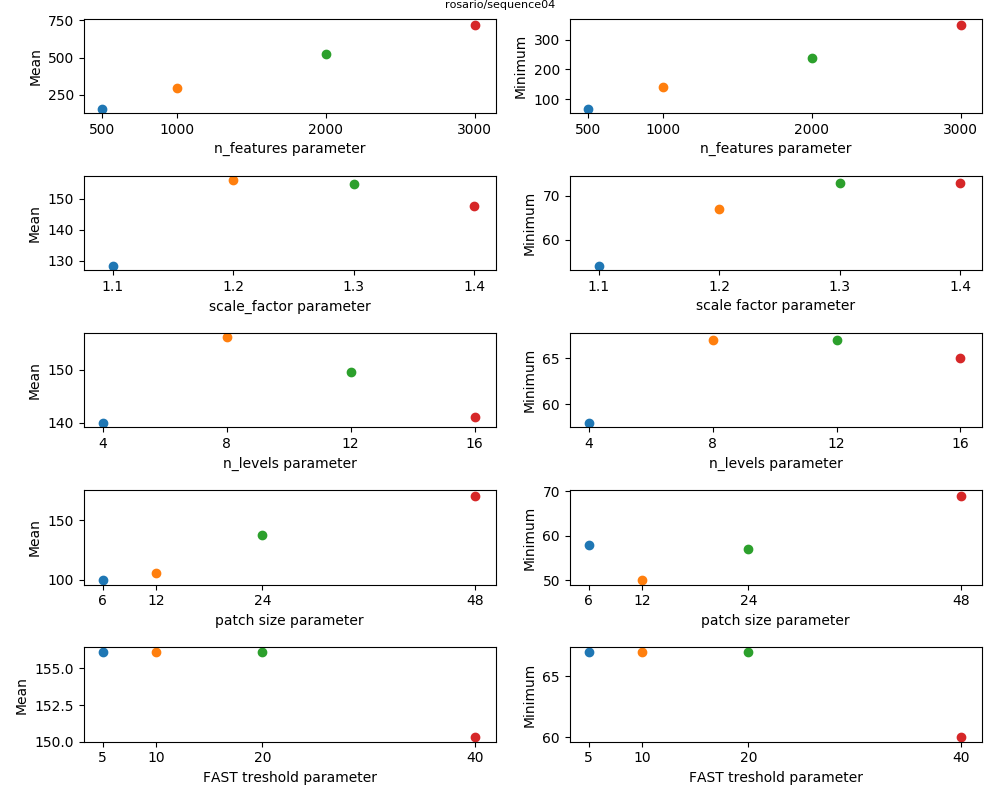 rosario/sequence04
750
500
250
Mean
500 1000 2000 3000
n_features parameter
300
200
100
Minimum
500 1000 2000 3000
n_features parameter
150
140
130
Mean
1.1 1.2 1.3 1.4
scale_factor parameter
70
60
Minimum
1.1 1.2 1.3 1.4
scale factor parameter
150
140
Mean
4 8 12 16
n_levels parameter
65
60
Minimum
4 8 12 16
n_levels parameter
150
100
Mean
6 12 24 48
patch size parameter
70
60
50
Minimum
6 12 24 48
patch size parameter
155.0
152.5
150.0
Mean
5 10 20 40
FAST treshold parameter
65
60
Minimum
5 10 20 40
FAST treshold parameter